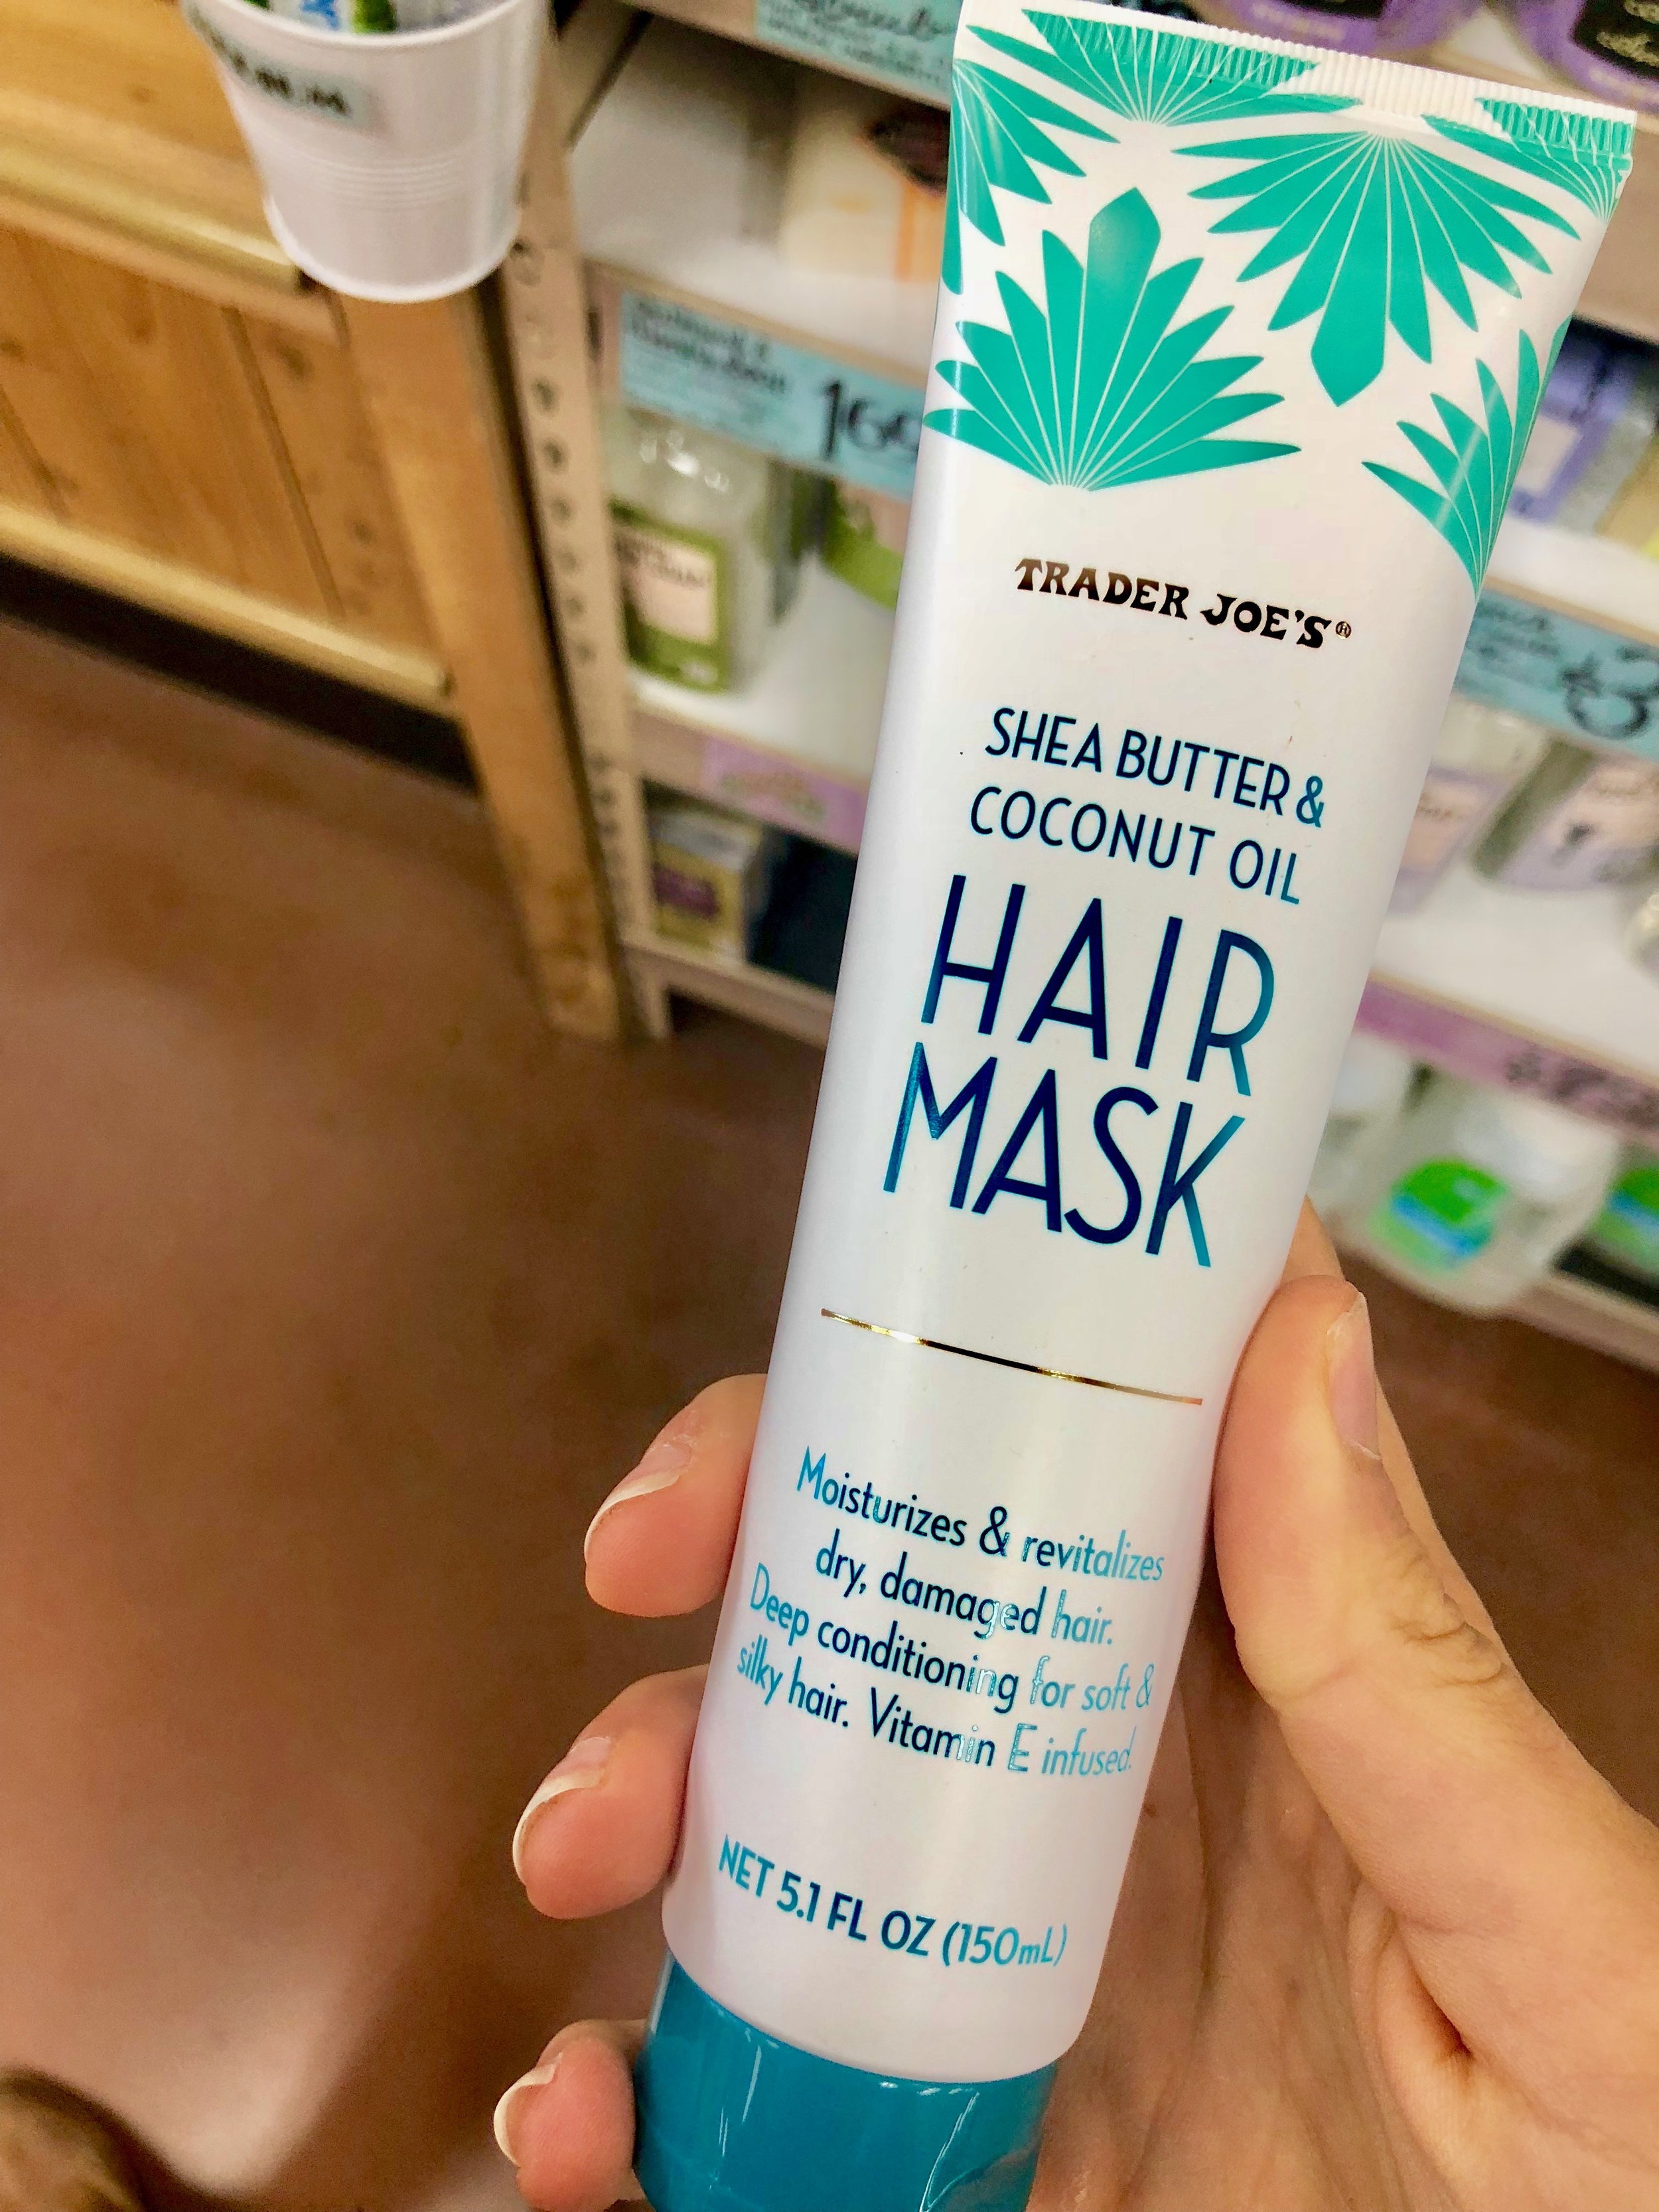 TRADER JOE'S®
SHEA BUTTER &
COCONUT OIL
HAIR
MASK
Moisturizes & revitalizes
dry, damaged hair.
Deep conditioning for soft &
silky hair. Vitamin E infused.
NET 5.1 FL OZ (150mL)